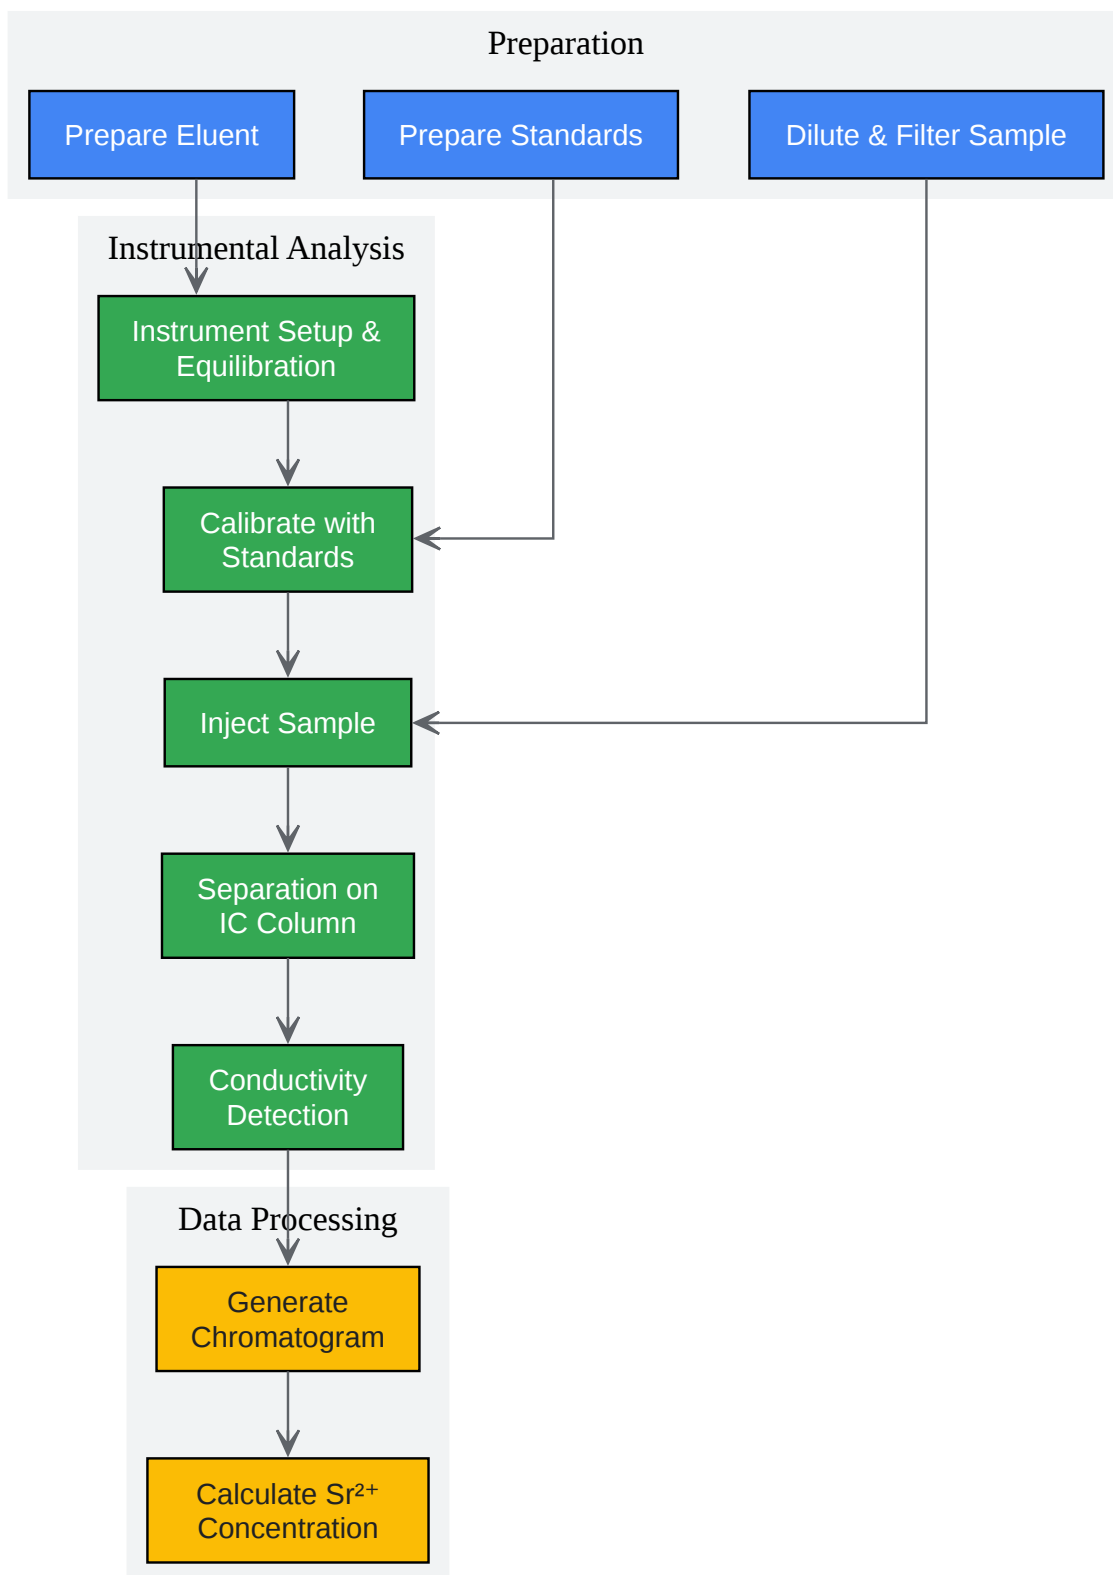 Preparation
Prepare Eluent
Prepare Standards
Dilute & Filter Sample
Instrumental Analysis
Instrument Setup &
Equilibration
Calibrate with
Standards
Inject Sample
Separation on
IC Column
Conductivity
Detection
Data Processing
Generate
Chromatogram
Calculate Sr²⁺
Concentration